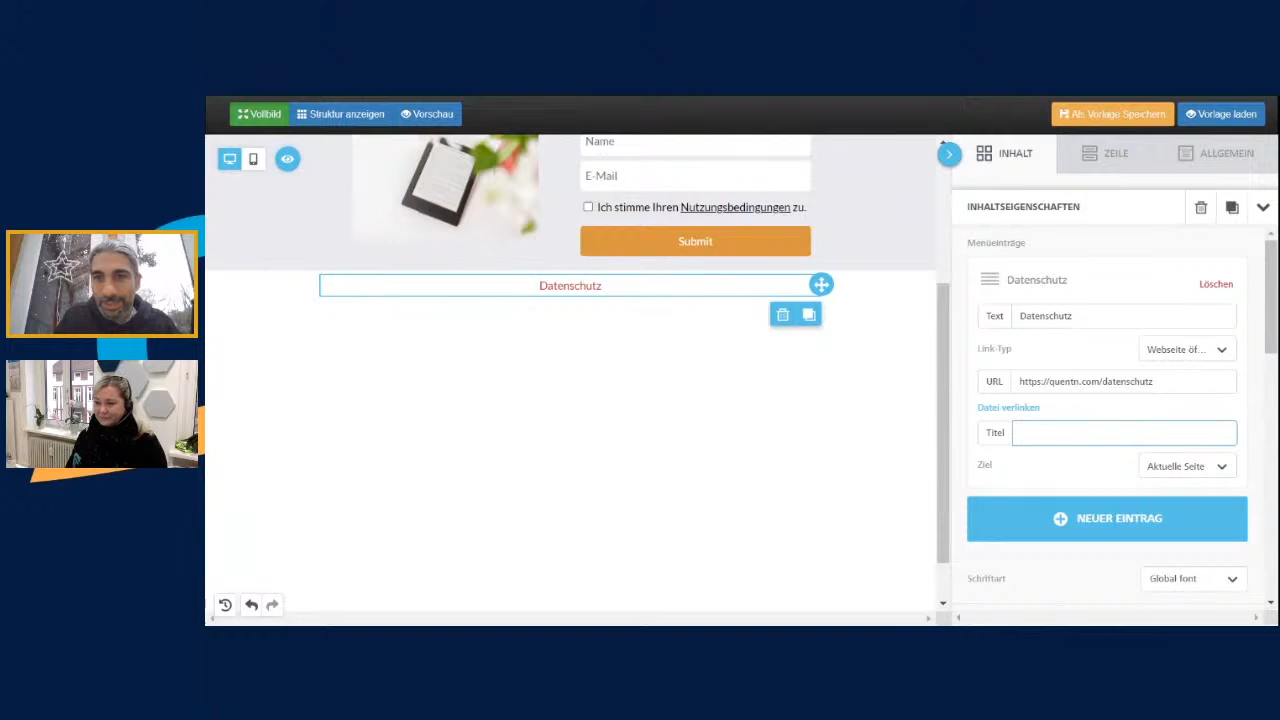 Vollbild
Struktur anzeigen
Vorschau
Als Vorlage Speichern
Vorlage laden
Name
E-Mail
Ich stimme Ihren Nutzungsbedingungen zu.
Submit
Datenschutz
INHALT
ZEILE
ALLGEMEIN
INHALTSEIGENSCHAFTEN
Menüeinträge
Datenschutz
Löschen
Text Datenschutz
Link-Typ Webseite öf...
URL https://quentn.com/datenschutz
Datei verlinken
Titel
Ziel Aktuelle Seite
NEUER EINTRAG
Schriftart Global font